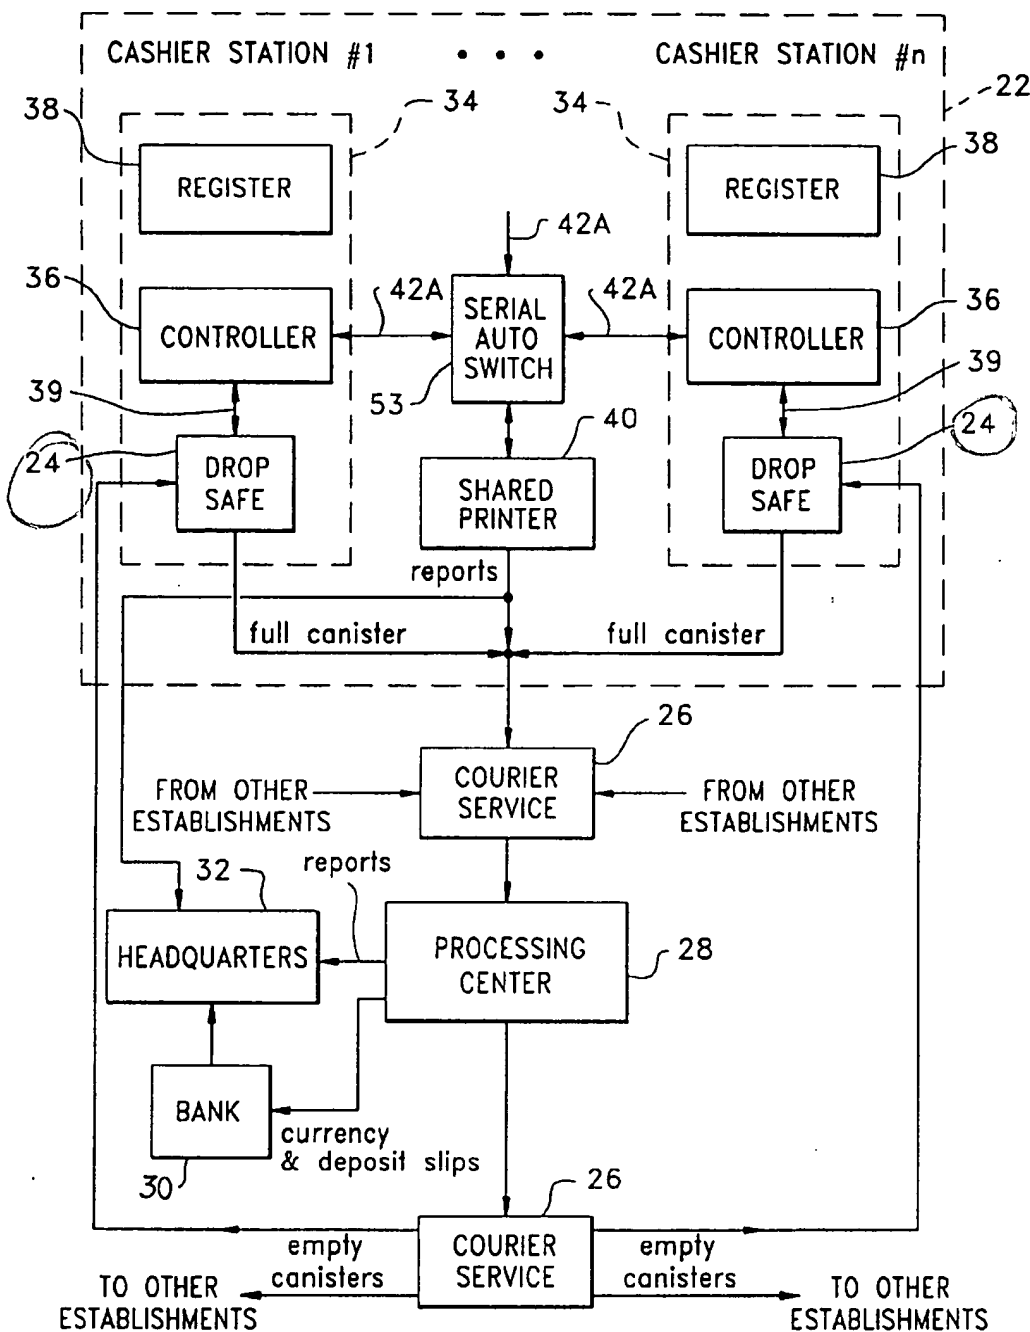 CASHIER STATION #1 • • • CASHIER STATION #n
22
38
34
34
38
REGISTER
REGISTER
42A
36
42A
42A
36
CONTROLLER
SERIAL
AUTO
SWITCH
CONTROLLER
39
53
39
24
40
24
DROP
SAFE
SHARED
PRINTER
DROP
SAFE
reports
full canister
full canister
26
FROM OTHER
ESTABLISHMENTS
COURIER
SERVICE
FROM OTHER
ESTABLISHMENTS
32
reports
HEADQUARTERS
PROCESSING
CENTER
28
BANK
currency
& deposit slips
30
26
empty
canisters
COURIER
SERVICE
empty
canisters
TO OTHER
ESTABLISHMENTS
TO OTHER
ESTABLISHMENTS